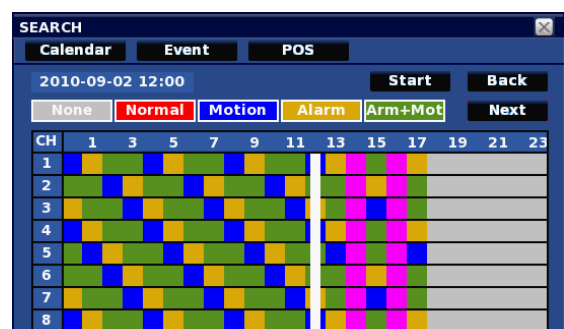 SEARCH
Calendar Event POS
2010-09-02 12:00 Start Back
None Normal Motion Alarm Arm+Mot Next
CH 1 3 5 7 9 11 13 15 17 19 21 23
1
2
3
4
5
6
7
8